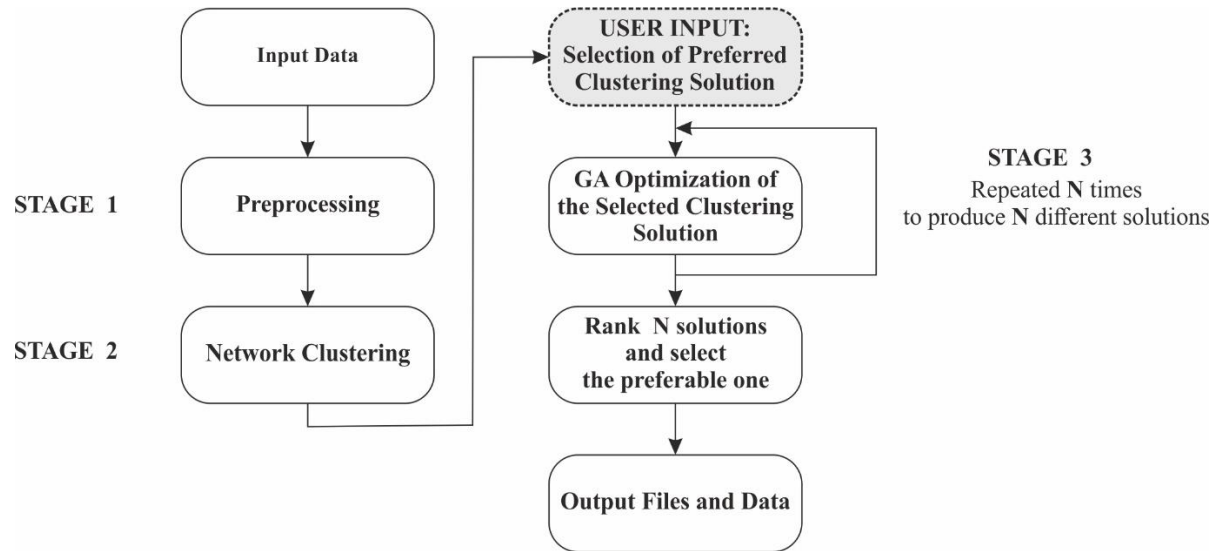 Input Data
STAGE 1
Preprocessing
STAGE 2
Network Clustering
USER INPUT:
Selection of Preferred
Clustering Solution
GA Optimization of
the Selected Clustering
Solution
STAGE 3
Repeated N times
to produce N different solutions
Rank N solutions
and select
the preferable one
Output Files and Data